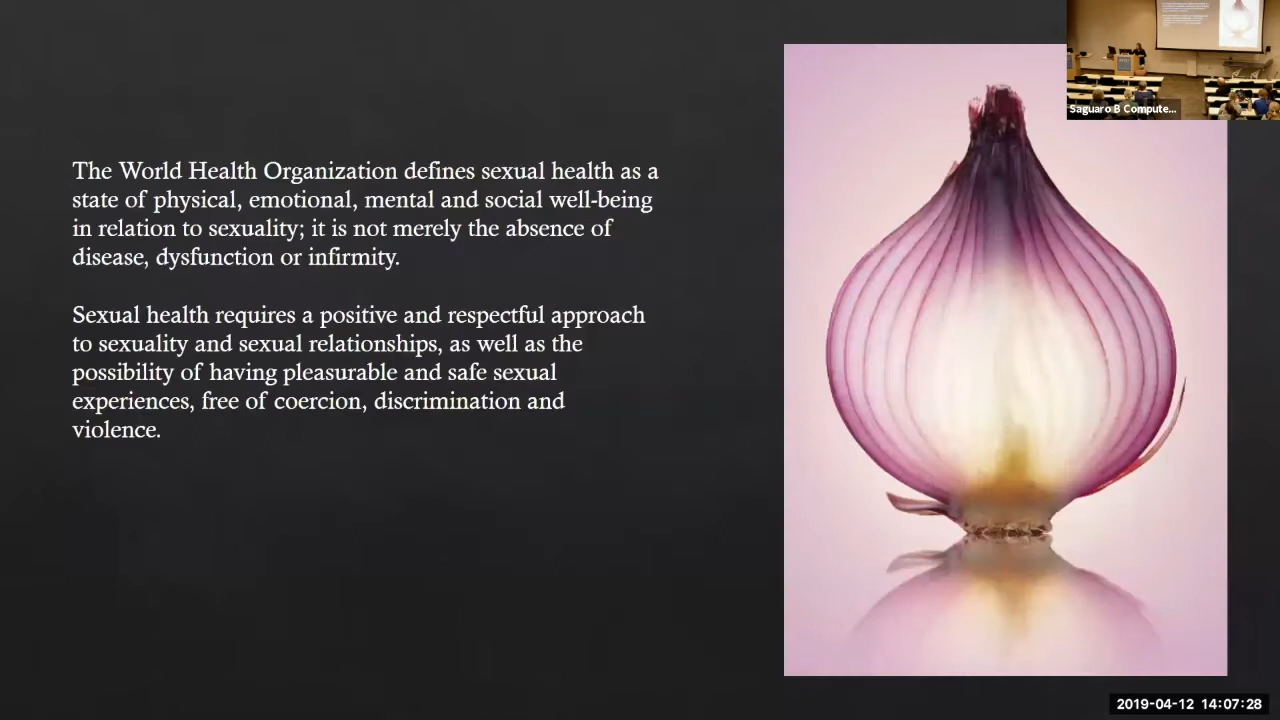 Saguaro B Compute...
The World Health Organization defines sexual health as a
state of physical, emotional, mental and social well-being
in relation to sexuality; it is not merely the absence of
disease, dysfunction or infirmity.
Sexual health requires a positive and respectful approach
to sexuality and sexual relationships, as well as the
possibility of having pleasurable and safe sexual
experiences, free of coercion, discrimination and
violence.
2019-04-12 14:07:28